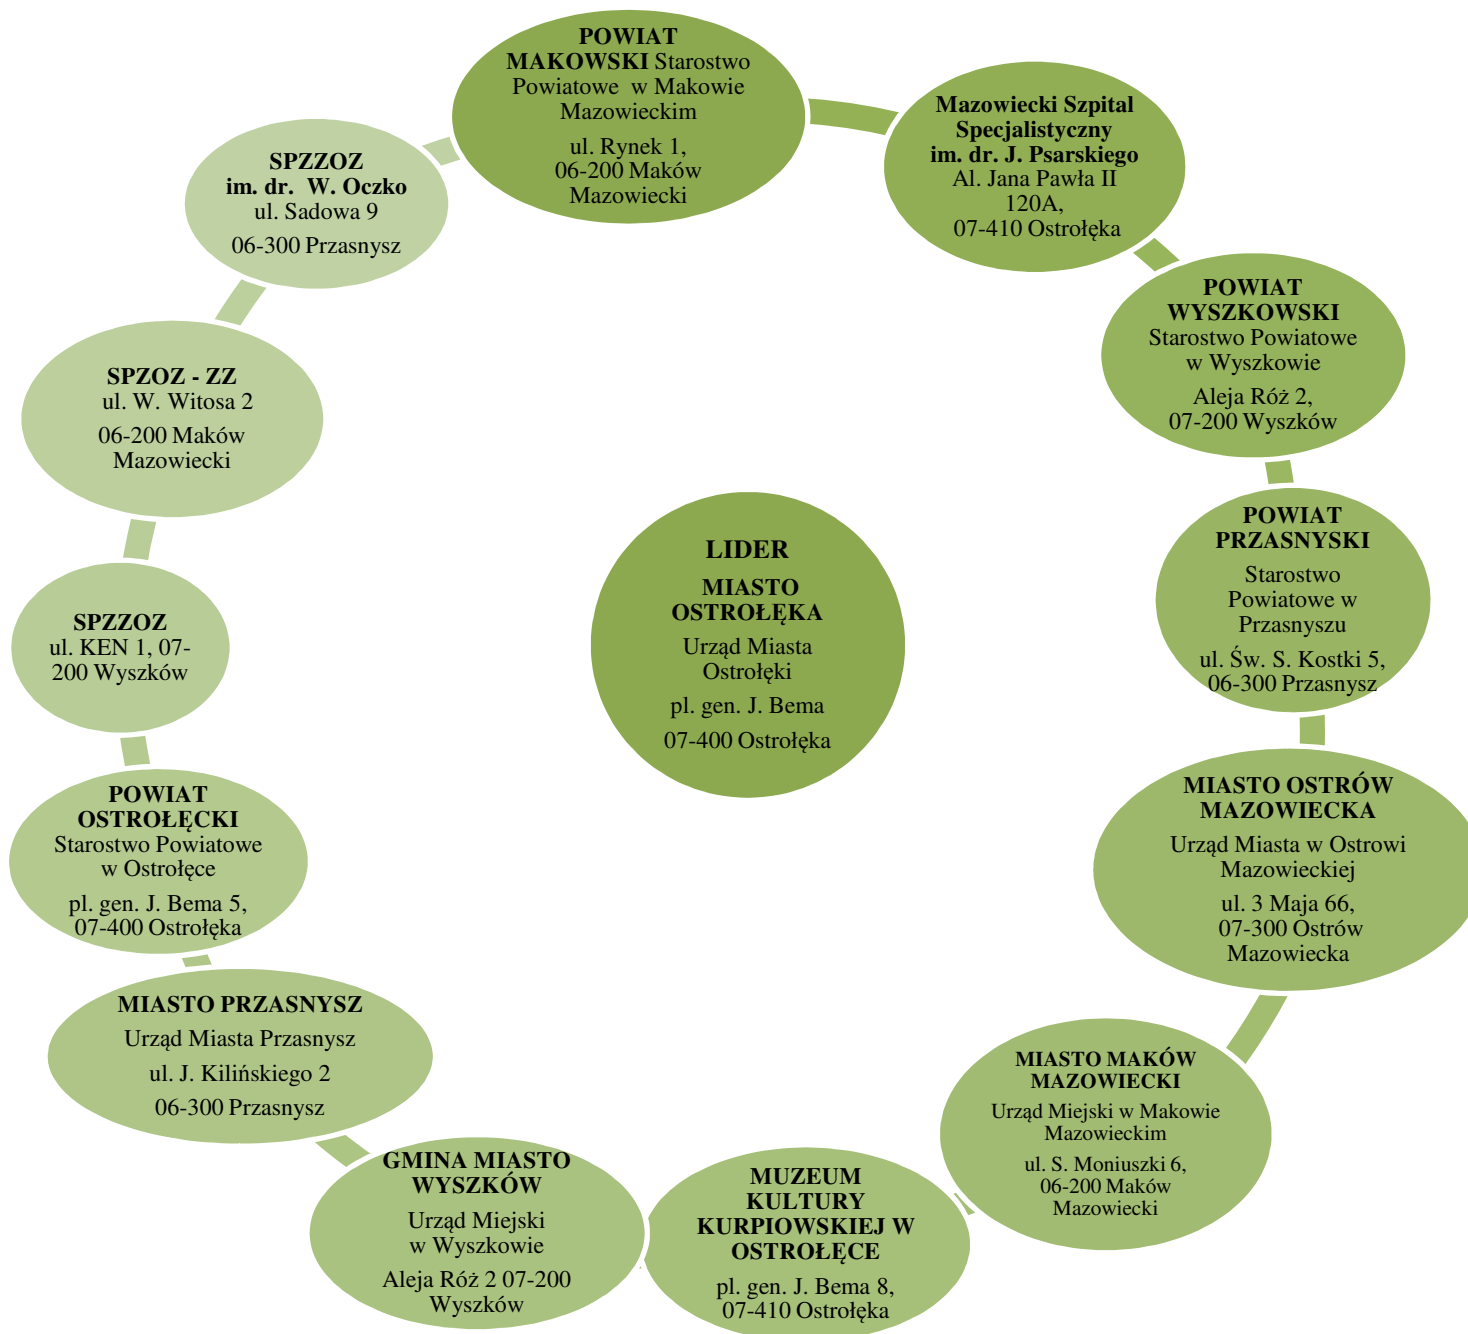 POWIAT
MAKOWSKI Starostwo
Powiatowe w Makowie
Mazowieckim
ul. Rynek 1,
06-200 Maków
Mazowiecki
Mazowiecki Szpital
Specjalistyczny
im. dr. J. Psarskiego
Al. Jana Pawła II
120A,
07-410 Ostrołęka
POWIAT
WYSZKOWSKI
Starostwo Powiatowe
w Wyszkowie
Aleja Róż 2,
07-200 Wyszków
POWIAT
PRZASNYSKI
Starostwo
Powiatowe w
Przasnyszu
ul. Św. S. Kostki 5,
06-300 Przasnysz
MIASTO OSTRÓW
MAZOWIECKA
Urząd Miasta w Ostrowi
Mazowieckiej
ul. 3 Maja 66,
07-300 Ostrów
Mazowiecka
MIASTO MAKÓW
MAZOWIECKI
Urząd Miejski w Makowie
Mazowieckim
ul. S. Moniuszki 6,
06-200 Maków
Mazowiecki
MUZEUM
KULTURY
KURPIOWSKIEJ W
OSTROŁĘCE
pl. gen. J. Bema 8,
07-410 Ostrołęka
GMINA MIASTO
WYSZKÓW
Urząd Miejski
w Wyszkowie
Aleja Róż 2 07-200
Wyszków
MIASTO PRZASNYSZ
Urząd Miasta Przasnysz
ul. J. Kilińskiego 2
06-300 Przasnysz
POWIAT
OSTROŁĘCKI
Starostwo Powiatowe
w Ostrołęce
pl. gen. J. Bema 5,
07-400 Ostrołęka
SPZZOZ
ul. KEN 1, 07-
200 Wyszków
SPZOZ - ZZ
ul. W. Witosa 2
06-200 Maków
Mazowiecki
SPZZOZ
im. dr. W. Oczko
ul. Sadowa 9
06-300 Przasnysz
LIDER
MIASTO
OSTROŁĘKA
Urząd Miasta
Ostrołęki
pl. gen. J. Bema
07-400 Ostrołęka